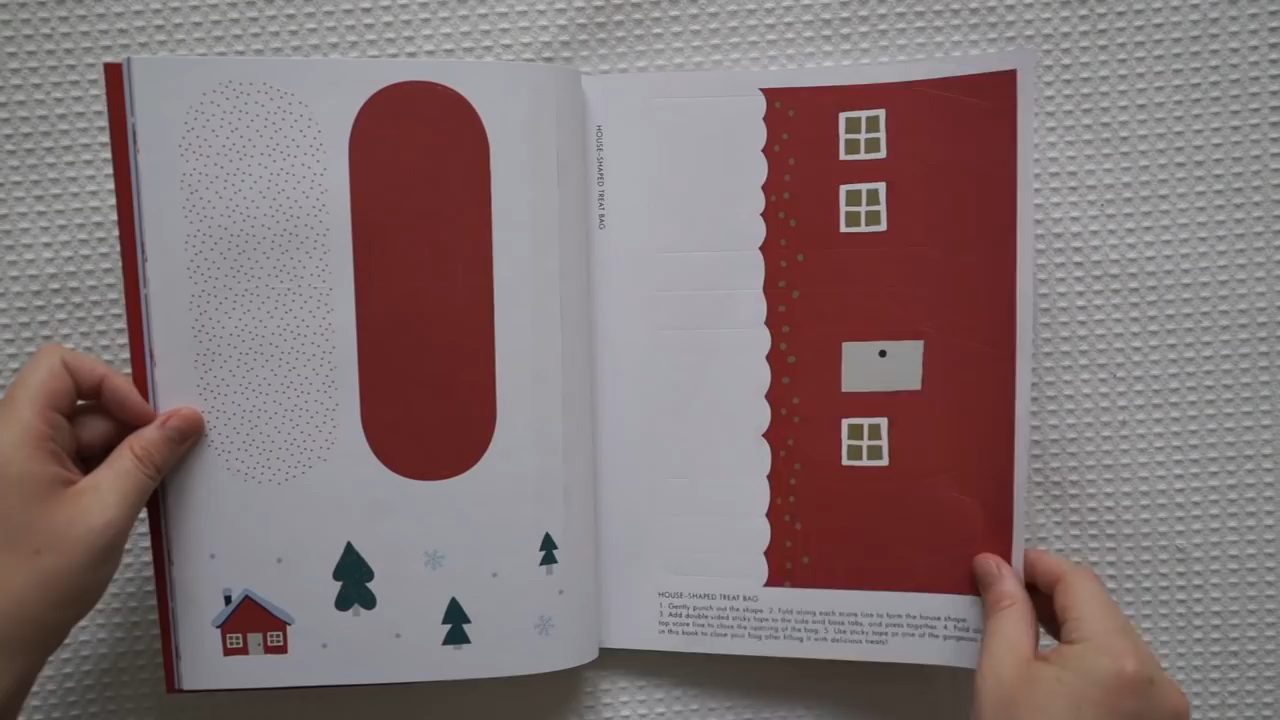 HOUSE-SHAPED TREAT BAG
HOUSE-SHAPED TREAT BAG
1. Gently punch out the shape. 2. Fold along each score line to form the house shape.
3. Add double-sided sticky tape to the side and base tabs, and press together. 4. Fold
top score line to close the opening of the bag. 5. Use sticky tape or one of the gorgeous
in this book to close your bag after filling it with delicious treats!